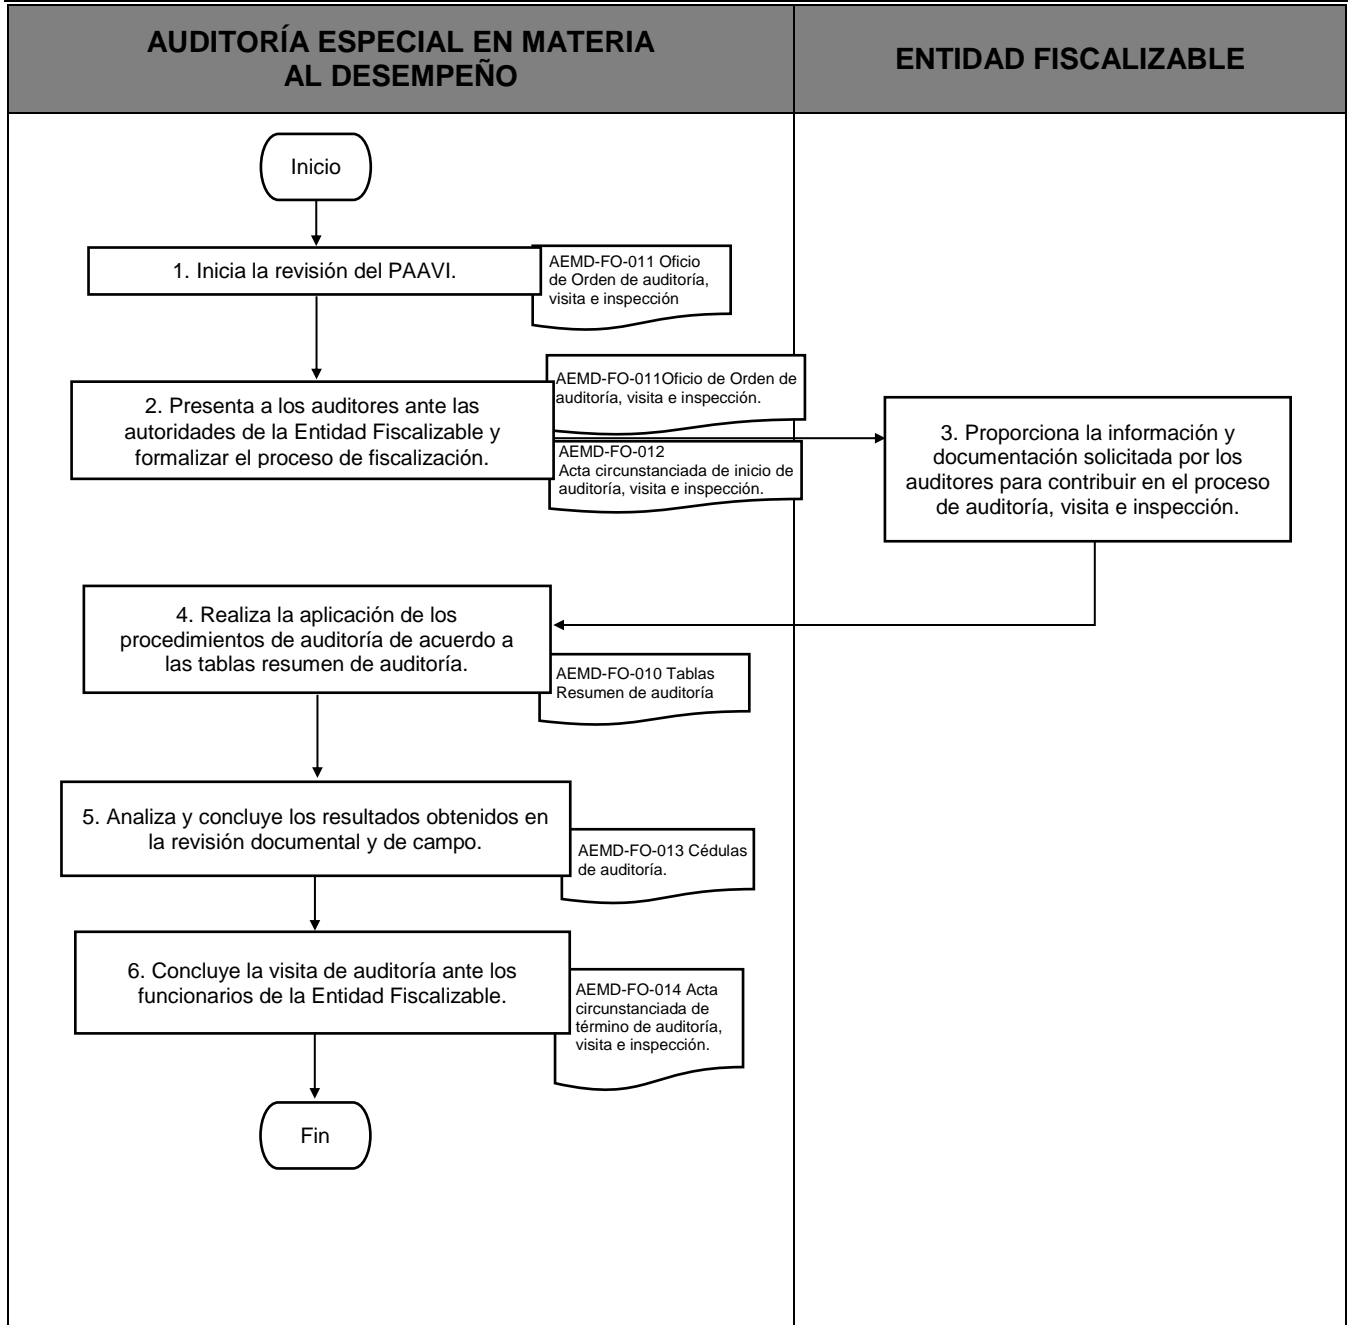 AUDITORÍA ESPECIAL EN MATERIA
AL DESEMPEÑO
ENTIDAD FISCALIZABLE
Inicio
1. Inicia la revisión del PAAVI.
AEMD-FO-011 Oficio
de Orden de auditoría,
visita e inspección
2. Presenta a los auditores ante las
autoridades de la Entidad Fiscalizable y
formalizar el proceso de fiscalización.
AEMD-FO-011Oficio de Orden de
auditoría, visita e inspección.
AEMD-FO-012
Acta circunstanciada de inicio de
auditoría, visita e inspección.
3. Proporciona la información y
documentación solicitada por los
auditores para contribuir en el proceso
de auditoría, visita e inspección.
4. Realiza la aplicación de los
procedimientos de auditoría de acuerdo a
las tablas resumen de auditoría.
AEMD-FO-010 Tablas
Resumen de auditoría
5. Analiza y concluye los resultados obtenidos en
la revisión documental y de campo.
AEMD-FO-013 Cédulas
de auditoría.
6. Concluye la visita de auditoría ante los
funcionarios de la Entidad Fiscalizable.
AEMD-FO-014 Acta
circunstanciada de
término de auditoría,
visita e inspección.
Fin